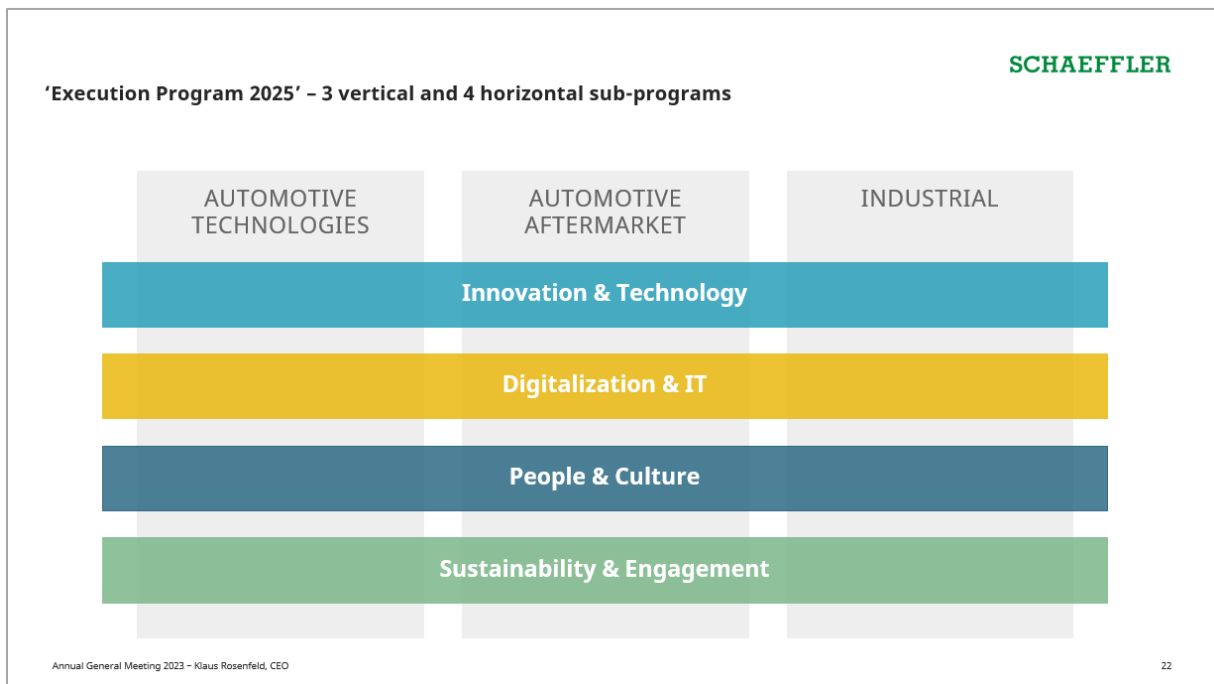 SCHAEFFLER
‘Execution Program 2025’ – 3 vertical and 4 horizontal sub-programs
AUTOMOTIVE
TECHNOLOGIES
AUTOMOTIVE
AFTERMARKET
INDUSTRIAL
Innovation & Technology
Digitalization & IT
People & Culture
Sustainability & Engagement
Annual General Meeting 2023 – Klaus Rosenfeld, CEO
22